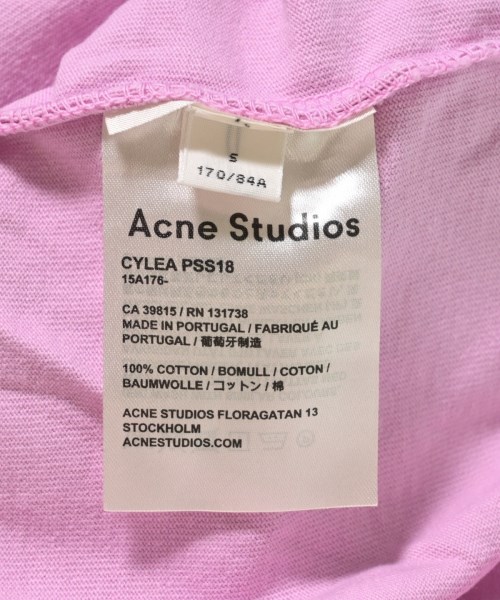 S
170/84A
Acne Studios
CYLEA PSS18
15A176-
CA 39815 / RN 131738
MADE IN PORTUGAL / FABRIQUÉ AU
PORTUGAL / 葡萄牙制造
100% COTTON / BOMULL / COTON /
BAUMWOLLE / コットン / 棉
ACNE STUDIOS FLORAGATAN 13
STOCKHOLM
ACNESTUDIOS.COM